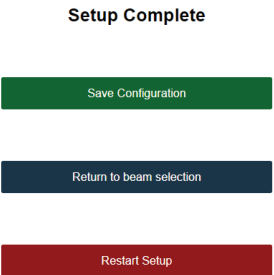 Setup Complete
Save Configuration
Return to beam selection
Restart Setup